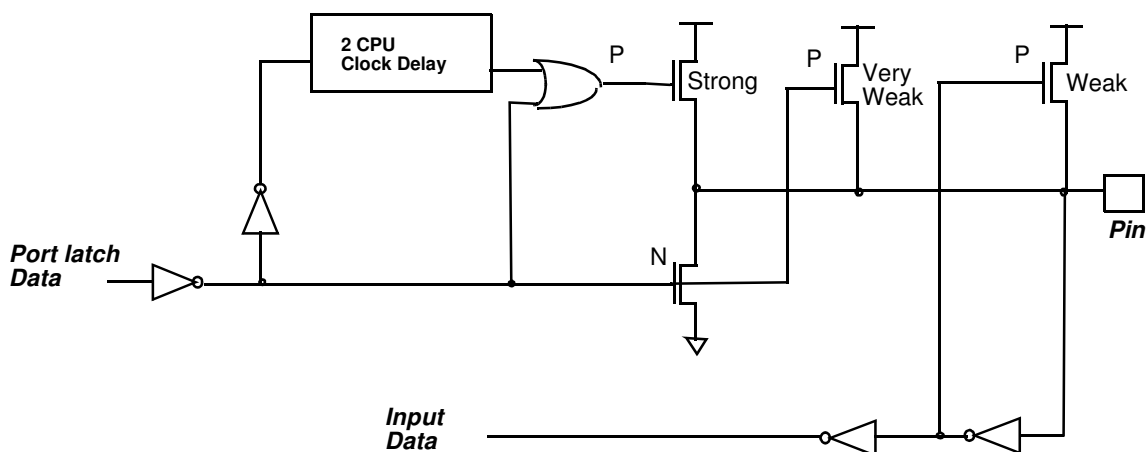 2 CPU
Clock Delay
P
Strong
P
Very
Weak
P
Weak
Pin
Port latch
Data
N
Input
Data